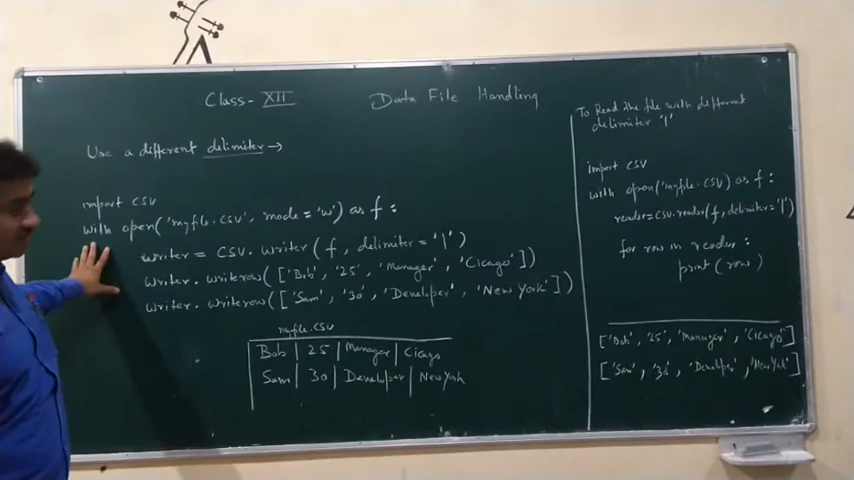 Class- XII
Data File Handling
Use a different delimiter →
import csv
with open('myfile.csv', mode = 'w') as f :
writer = csv. writer (f, delimiter = '|')
writer. writerow (['Bob', '25', 'Manager', 'Cicago'])
writer. writerow (['Sam', '30', 'Developer', 'New York'])
myfile.csv
Bob | 25 | Manager | Cicago
Sam | 30 | Developer | New York
To Read the file with different
delimiter '|'
import csv
with open('myfile.csv') as f :
reader=csv.reader(f, delimiter='|')
for row in reader :
print (row)
['Bob', '25', 'Manager', 'Cicago']
['Sam', '30', 'Developer', 'New York']